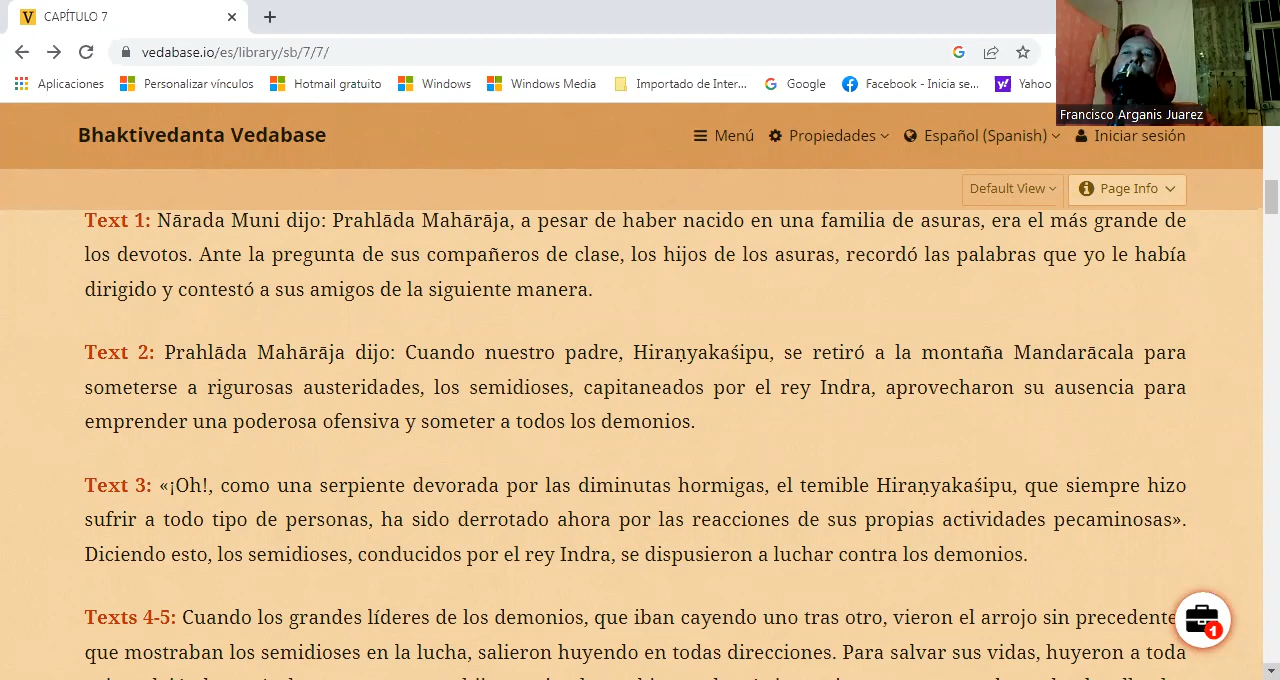 CAPÍTULO 7
vedabase.io/es/library/sb/7/7/
Aplicaciones Personalizar vínculos Hotmail gratuito Windows Windows Media Importado de Inter... Google Facebook - Inicia se... Yahoo
Francisco Arganis Juarez
Bhaktivedanta Vedabase Menú Propiedades Español (Spanish) Iniciar sesión
Default View Page Info
Text 1: Nārada Muni dijo: Prahlāda Mahārāja, a pesar de haber nacido en una familia de asuras, era el más grande de
los devotos. Ante la pregunta de sus compañeros de clase, los hijos de los asuras, recordó las palabras que yo le había
dirigido y contestó a sus amigos de la siguiente manera.
Text 2: Prahlāda Mahārāja dijo: Cuando nuestro padre, Hiraṇyakaśipu, se retiró a la montaña Mandarācala para
someterse a rigurosas austeridades, los semidioses, capitaneados por el rey Indra, aprovecharon su ausencia para
emprender una poderosa ofensiva y someter a todos los demonios.
Text 3: «¡Oh!, como una serpiente devorada por las diminutas hormigas, el temible Hiraṇyakaśipu, que siempre hizo
sufrir a todo tipo de personas, ha sido derrotado ahora por las reacciones de sus propias actividades pecaminosas».
Diciendo esto, los semidioses, conducidos por el rey Indra, se dispusieron a luchar contra los demonios.
Texts 4-5: Cuando los grandes líderes de los demonios, que iban cayendo uno tras otro, vieron el arrojo sin precedente
que mostraban los semidioses en la lucha, salieron huyendo en todas direcciones. Para salvar sus vidas, huyeron a toda
1